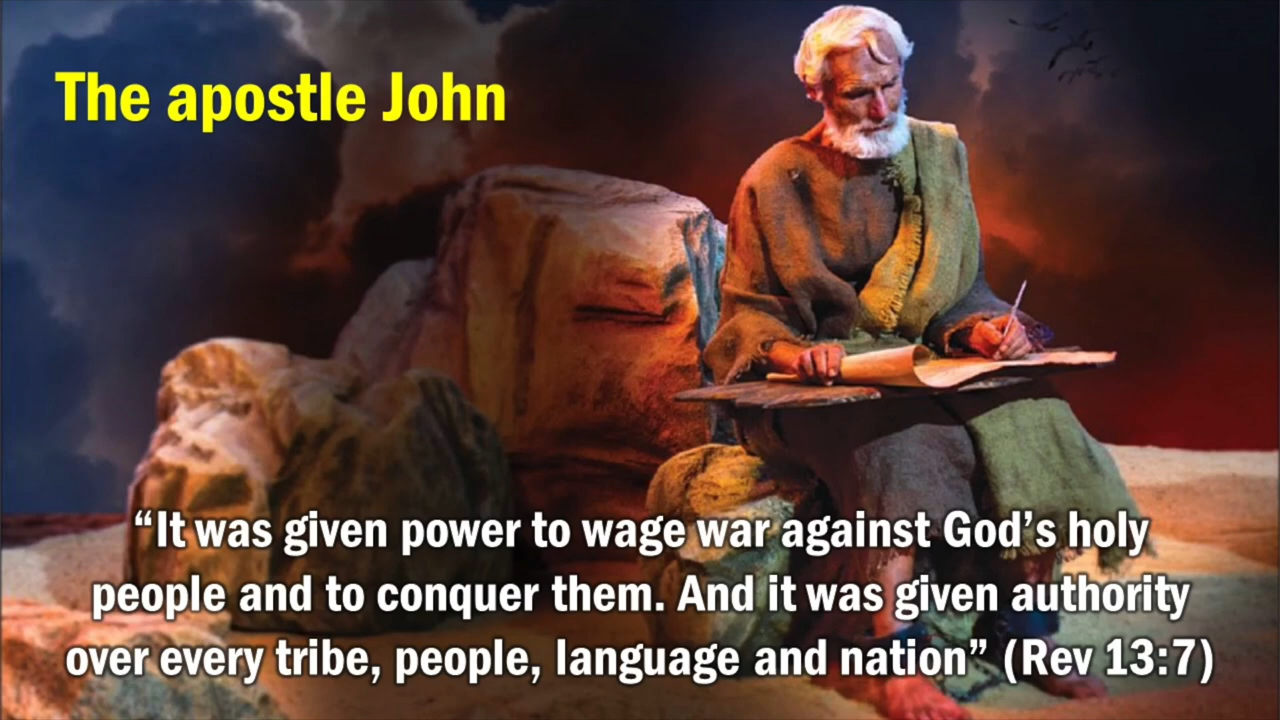 The apostle John
“It was given power to wage war against God’s holy
people and to conquer them. And it was given authority
over every tribe, people, language and nation” (Rev 13:7)